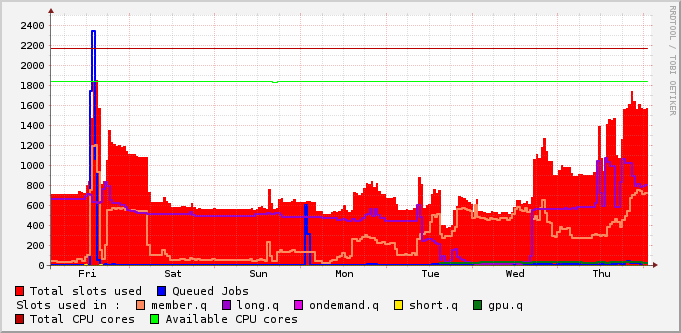 RRDTOOL / TOBI OETIKER
2400
2200
2000
1800
1600
1400
1200
1000
800
600
400
200
0
Fri Sat Sun Mon Tue Wed Thu
Total slots used Queued Jobs
Slots used in : member.q long.q ondemand.q short.q gpu.q
Total CPU cores Available CPU cores